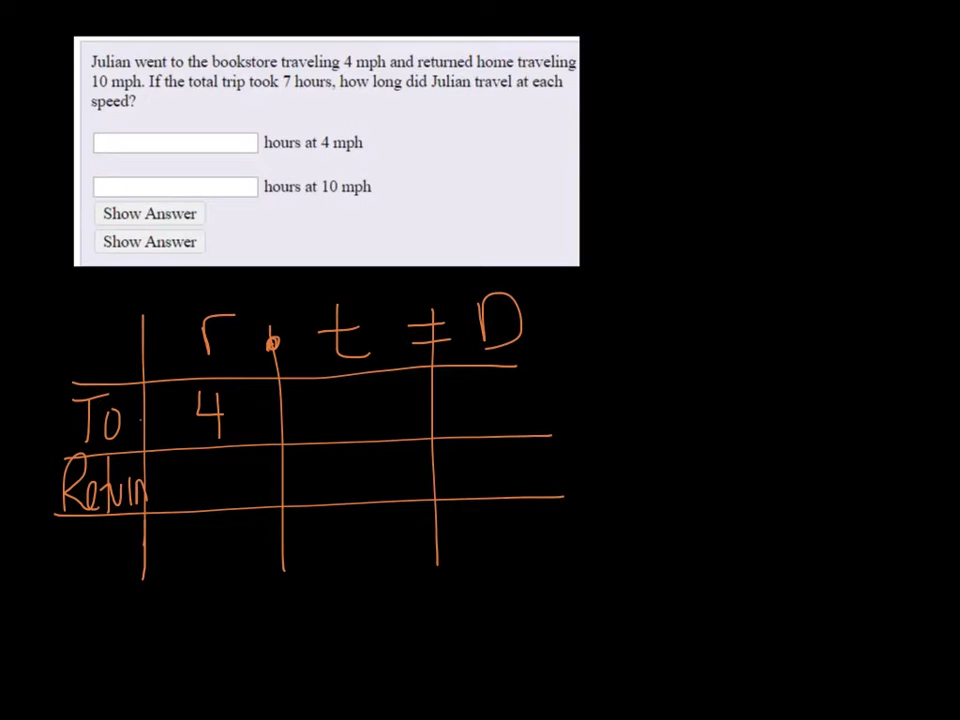 Julian went to the bookstore traveling 4 mph and returned home traveling
10 mph. If the total trip took 7 hours, how long did Julian travel at each
speed?
hours at 4 mph
hours at 10 mph
Show Answer
Show Answer
r · t = D
To 4
Return